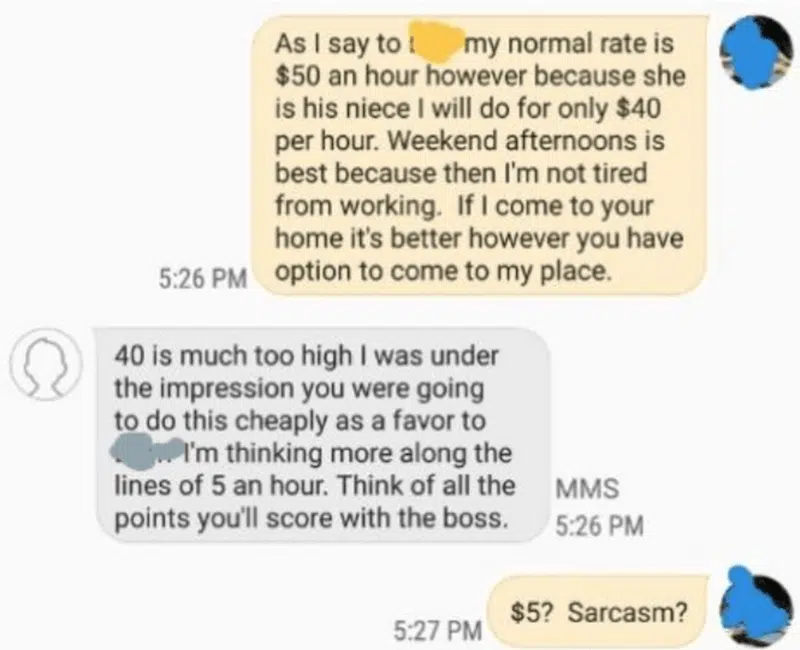 As I say to my normal rate is
$50 an hour however because she
is his niece I will do for only $40
per hour. Weekend afternoons is
best because then I'm not tired
from working. If I come to your
home it's better however you have
option to come to my place.
5:26 PM
40 is much too high I was under
the impression you were going
to do this cheaply as a favor to
I'm thinking more along the
lines of 5 an hour. Think of all the
points you'll score with the boss.
MMS
5:26 PM
$5? Sarcasm?
5:27 PM